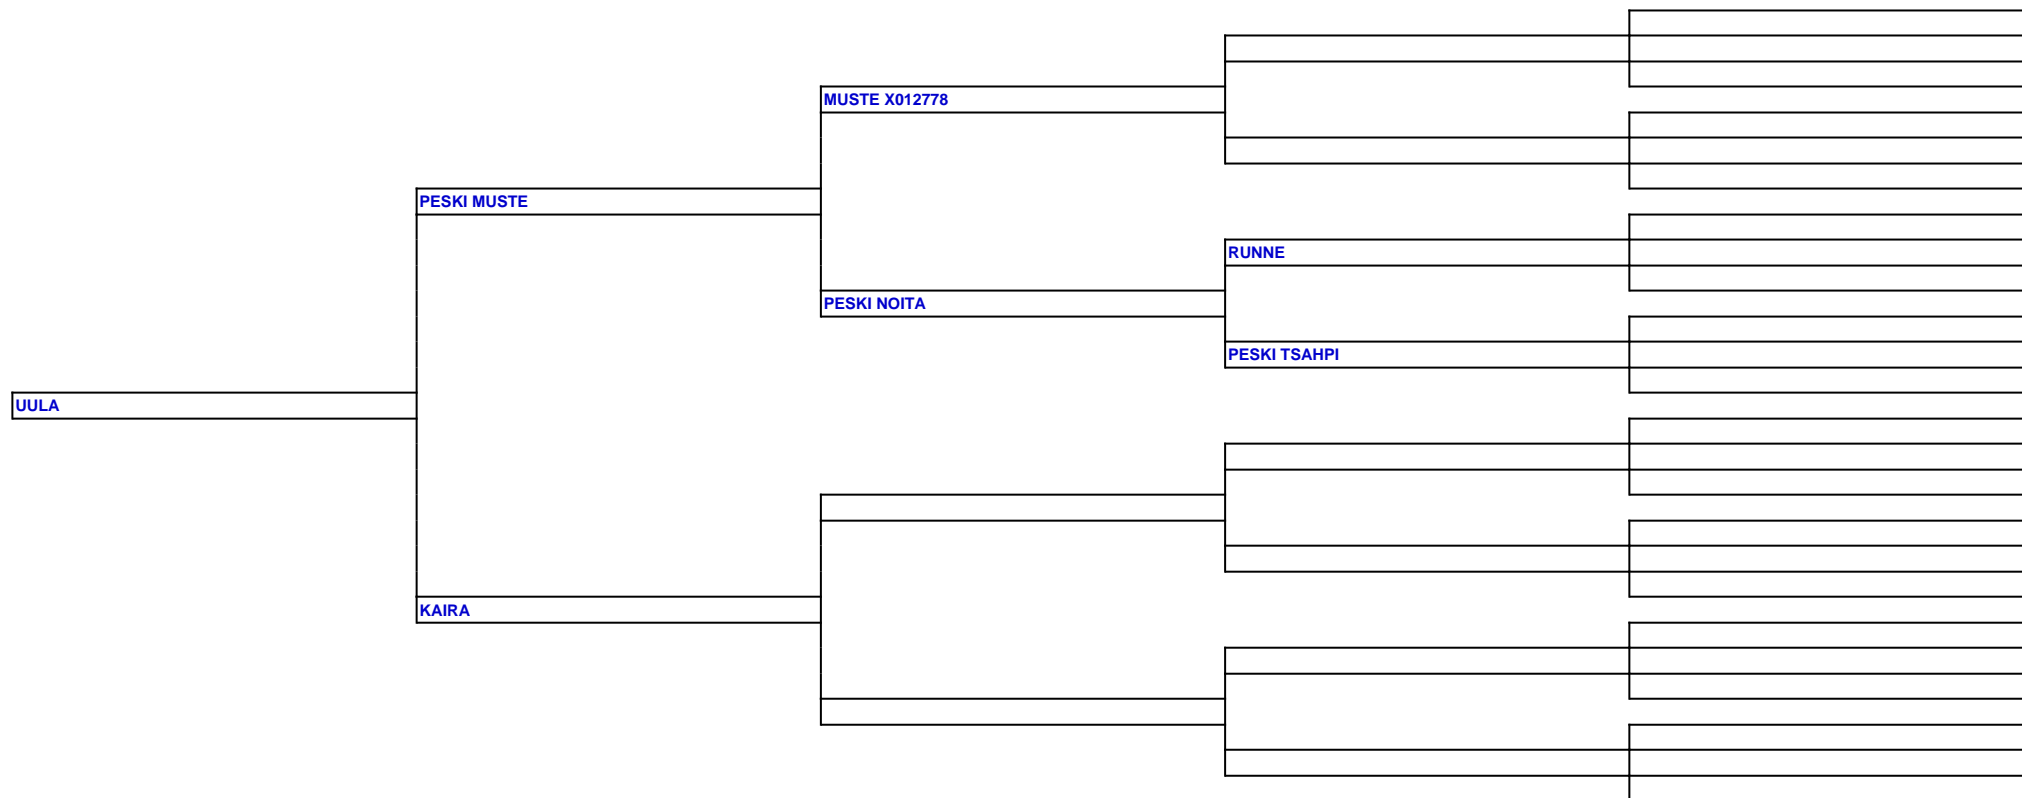 MUSTE X012778
PESKI MUSTE
RUNNE
PESKI NOITA
PESKI TSAHPI
UULA
KAIRA